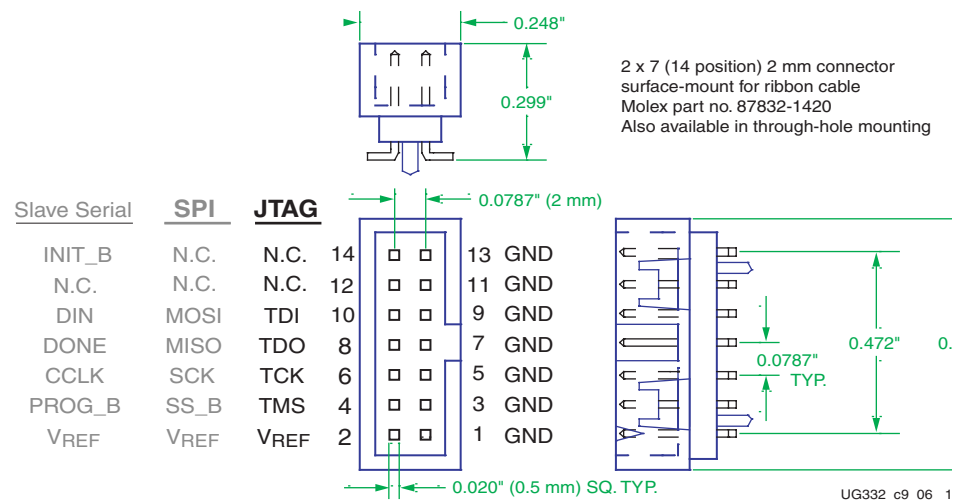 0.248"
2 x 7 (14 position) 2 mm connector
surface-mount for ribbon cable
Molex part no. 87832-1420
Also available in through-hole mounting
0.299"
0.0787" (2 mm)
Slave Serial SPI JTAG
INIT_B N.C. N.C. 14 13 GND
N.C. N.C. N.C. 12 11 GND
DIN MOSI TDI 10 9 GND
DONE MISO TDO 8 7 GND
CCLK SCK TCK 6 5 GND
PROG_B SS_B TMS 4 3 GND
VREF VREF VREF 2 1 GND
0.472"
0.
0.0787"
TYP.
0.020" (0.5 mm) SQ. TYP.
UG332_c9_06_1